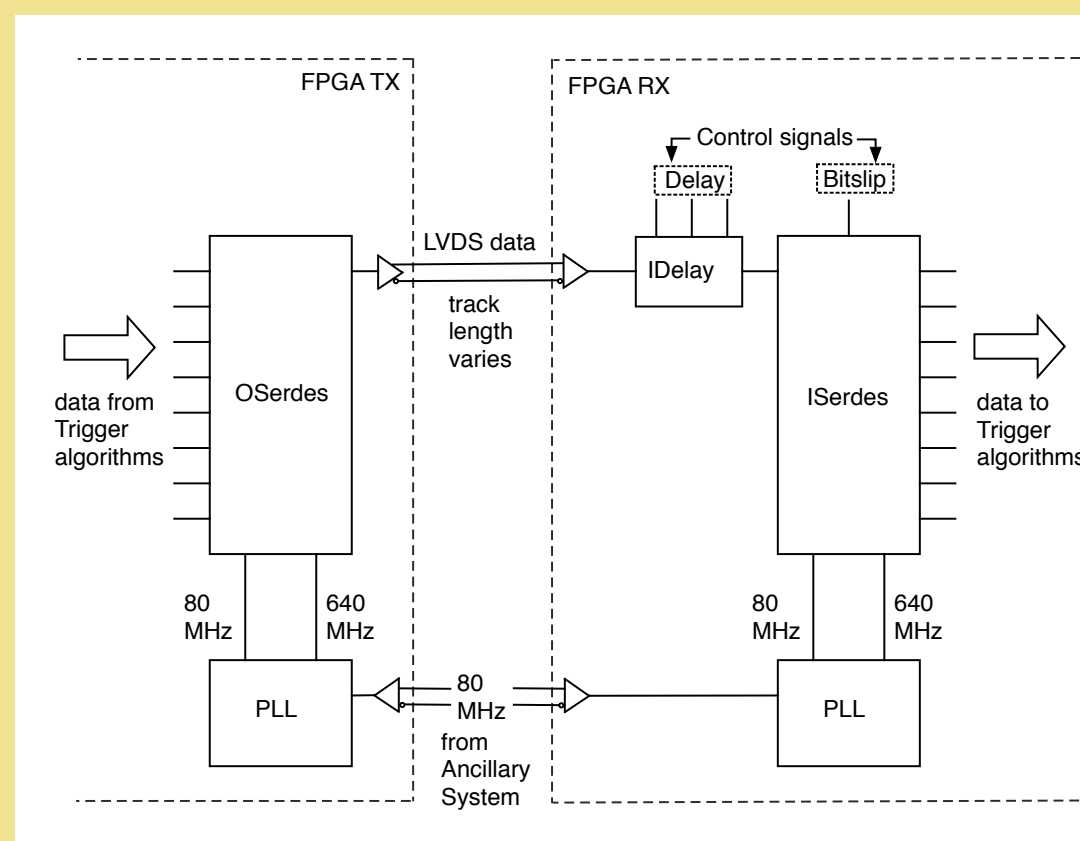 FPGA TX
FPGA RX
Control signals
Delay
Bitslip
LVDS data
IDelay
track
length
varies
OSerdes
ISerdes
data from
Trigger
algorithms
data to
Trigger
algorithms
80
MHz
640
MHz
80
MHz
640
MHz
PLL
80
MHz
from
Ancillary
System
PLL